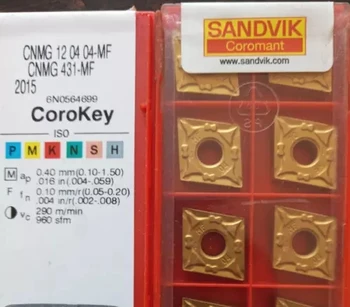 CNMG 12 04 04-MF
CNMG 431-MF
2015
6N0564699
CoroKey
ISO
P M K N S H
M ap 0.40 mm(0.10-1.50)
.016 in(.004-.059)
F fn 0.10 mm/r(0.05-0.20)
.004 in/r(.002-.008)
vc 290 m/min
960 sfm
SANDVIK
Coromant
www.SANDVIK.com